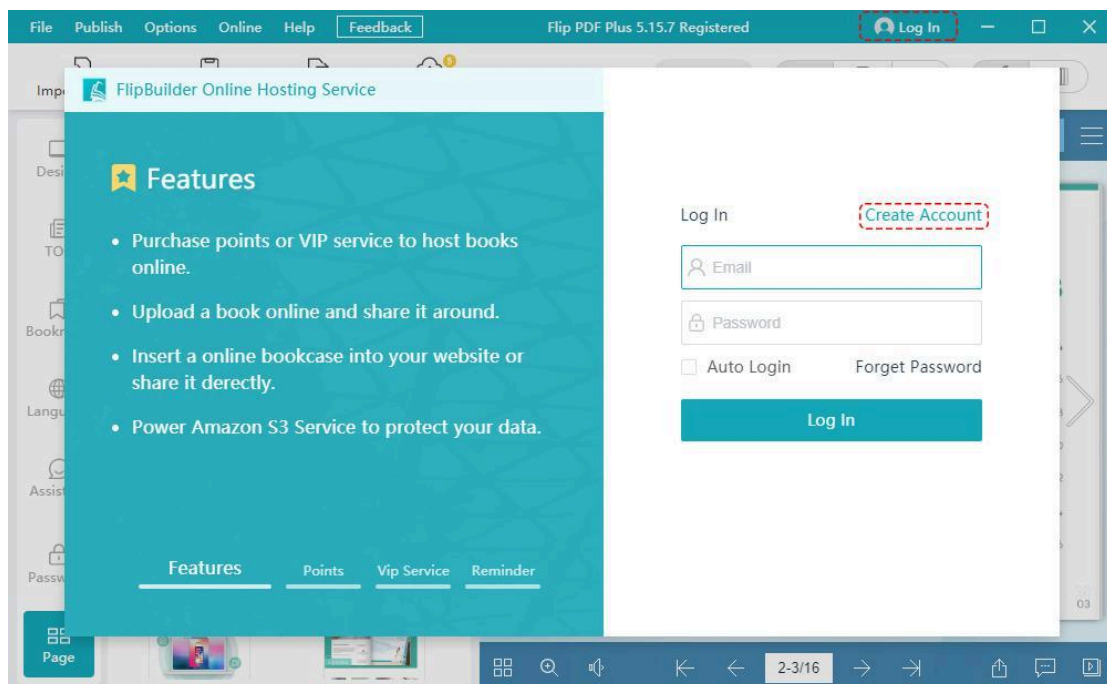 File Publish Options Online Help Feedback Flip PDF Plus 5.15.7 Registered Log In
FlipBuilder Online Hosting Service
Features
• Purchase points or VIP service to host books
online.
• Upload a book online and share it around.
• Insert a online bookcase into your website or
share it derectly.
• Power Amazon S3 Service to protect your data.
Features Points Vip Service Reminder
Log In Create Account
Email
Password
Auto Login Forget Password
Log In
03
Page
2-3/16